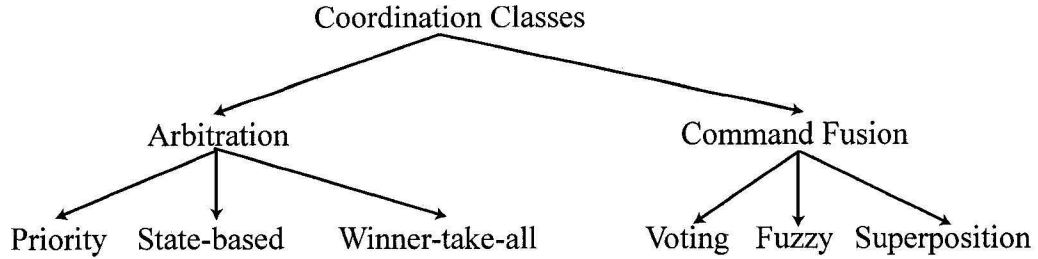 Coordination Classes
Arbitration
Command Fusion
Priority
State-based
Winner-take-all
Voting
Fuzzy
Superposition